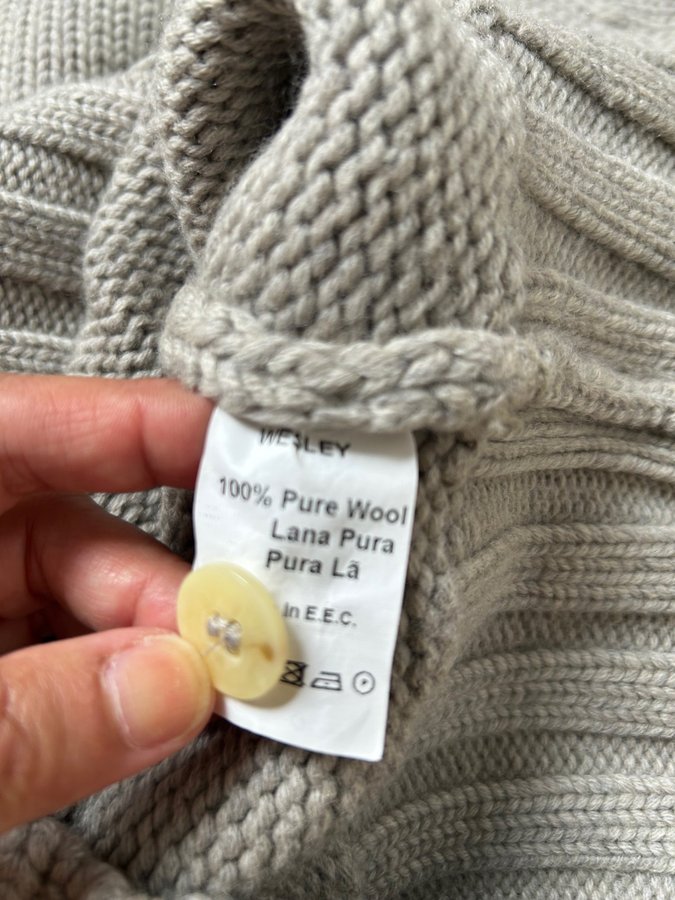 WESLEY
100% Pure Wool
Lana Pura
Pura Lã
in E.E.C.
P